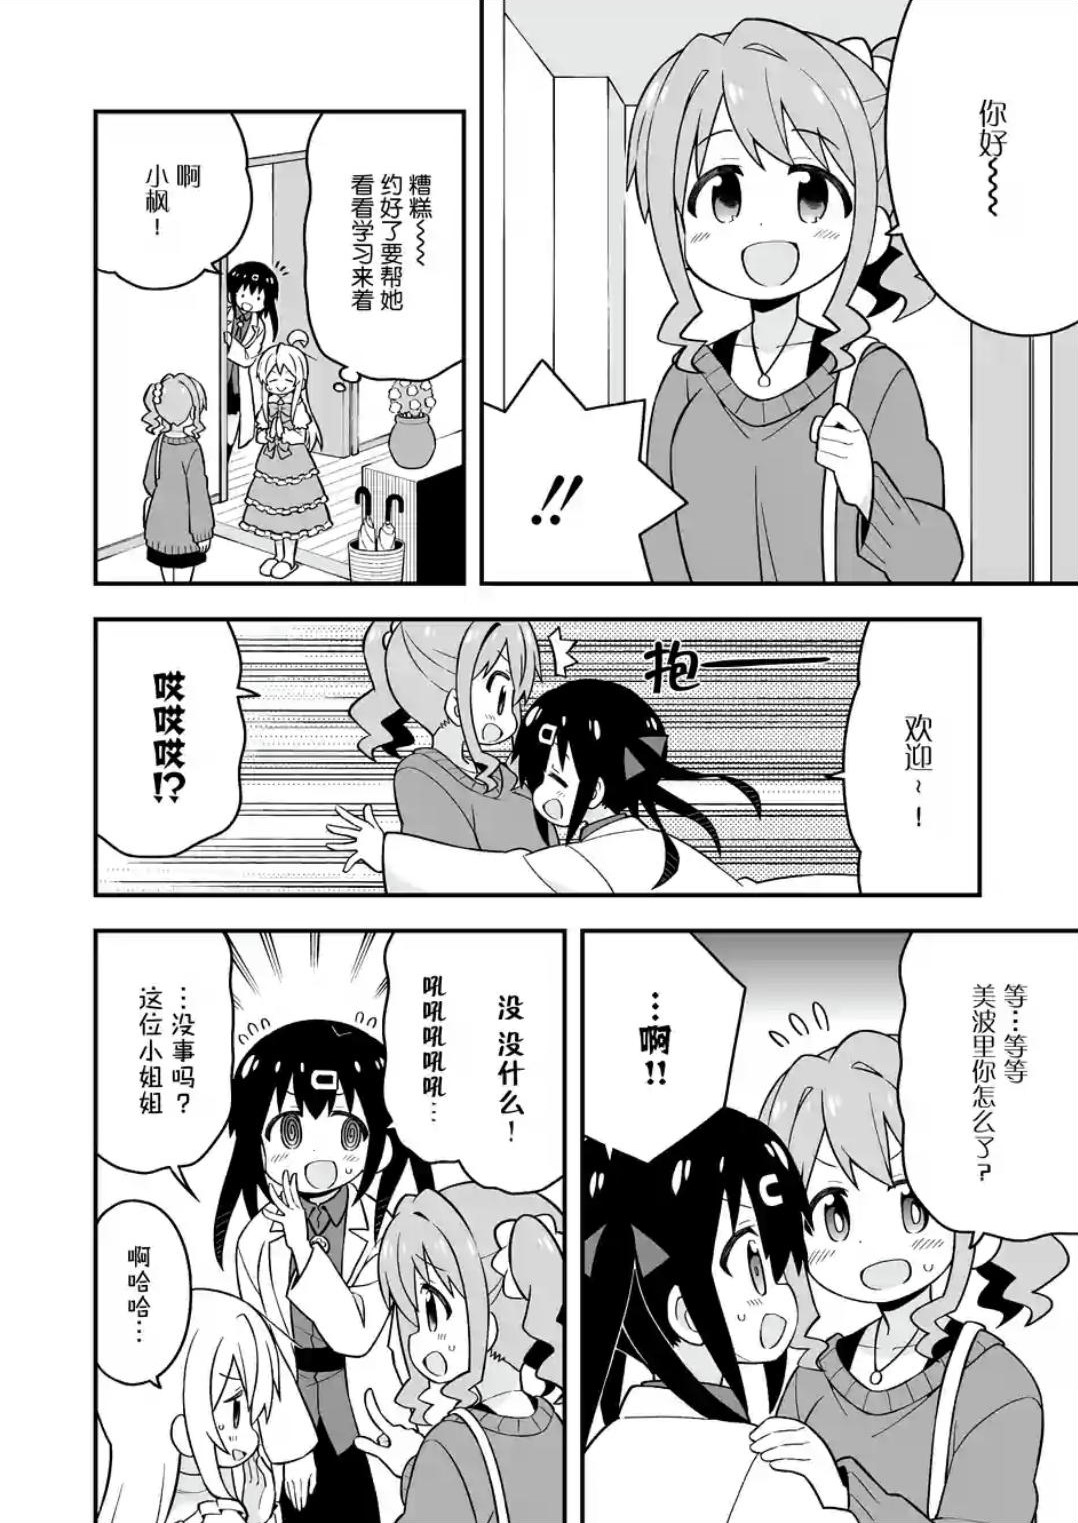 你好~~~
!!
糟糕~~~
约好了要帮她
看看学习来着
啊
小枫！
抱——
欢迎~！
哎哎哎!?
等…等等
美波里你怎么了？
…啊!!
没 没什么！
吼吼吼吼吼…
…没事吗？
这位小姐姐
啊哈哈…